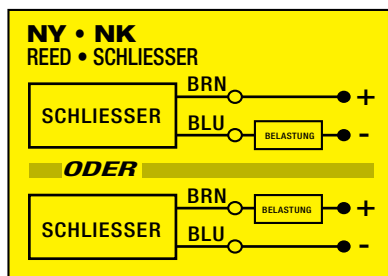 NY • NK
REED • SCHLIESSER
BRN
SCHLIESSER
+
BLU
BELASTUNG
-
ODER
BRN
BELASTUNG
+
SCHLIESSER
BLU
-